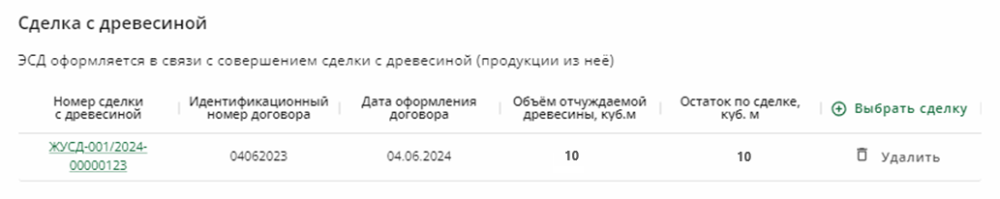 Сделка с древесиной
ЭСД оформляется в связи с совершением сделки с древесиной (продукции из неё)
Номер сделки
с древесиной
Идентификационный
номер договора
Дата оформления
договора
Объём отчуждаемой
древесины, куб.м
Остаток по сделке,
куб. м
Выбрать сделку
ЖУСД-001/2024-
00000123
04062023
04.06.2024
10
10
Удалить